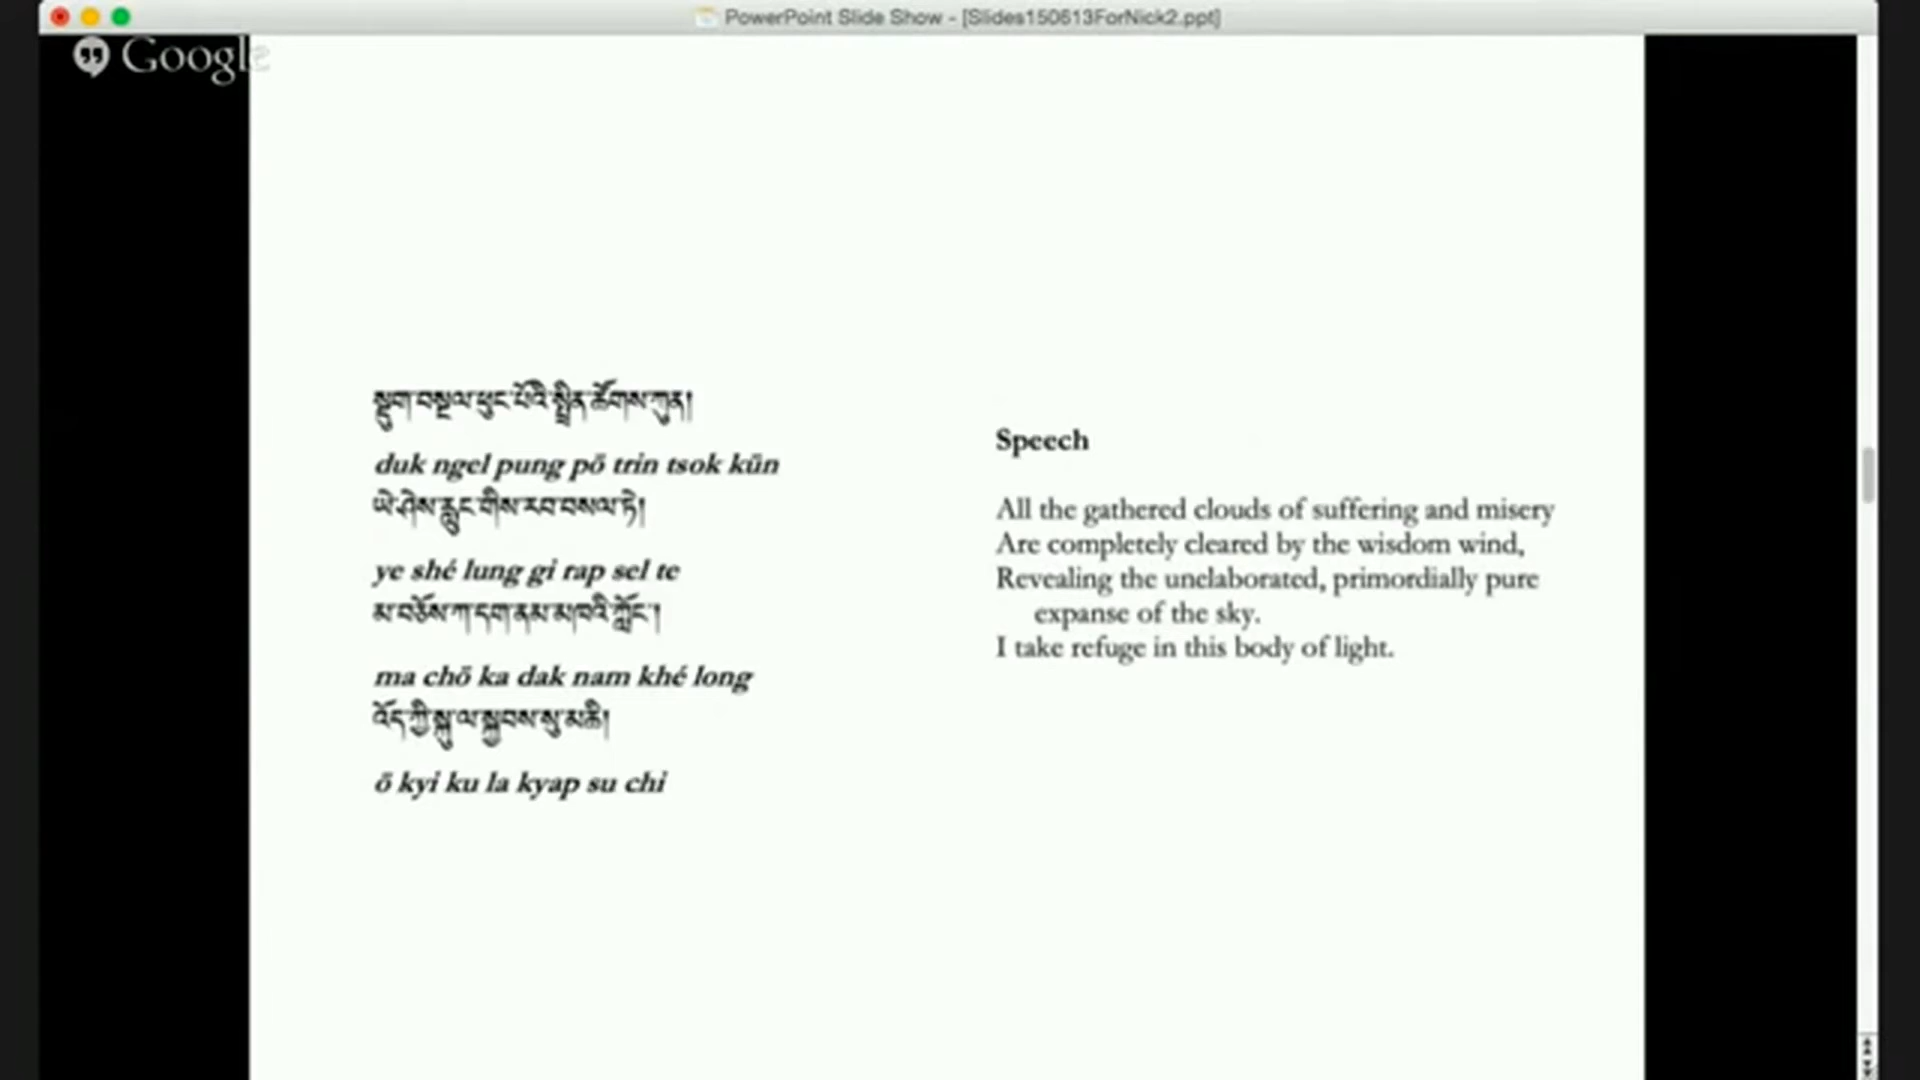 PowerPoint Slide Show - [Slides150613ForNick2.ppt]
Google
སྡུག་བསྔལ་ཕུང་པོའི་སྤྲིན་ཚོགས་ཀུན།
duk ngel pung pö trin tsok kün
ཡེ་ཤེས་རླུང་གིས་རབ་བསལ་ཏེ།
ye shé lung gi rap sel te
མ་བཅོས་ཀ་དག་ནམ་མཁའི་ཀློང་།
ma chö ka dak nam khé long
འོད་ཀྱི་སྐུ་ལ་སྐྱབས་སུ་མཆི།
ö kyi ku la kyap su chi
Speech
All the gathered clouds of suffering and misery
Are completely cleared by the wisdom wind,
Revealing the unelaborated, primordially pure
expanse of the sky.
I take refuge in this body of light.